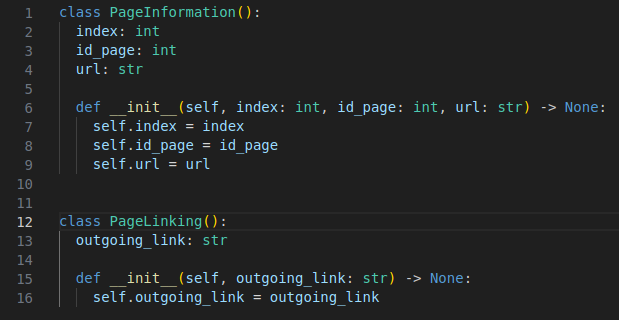 1 class PageInformation():
2   index: int
3   id_page: int
4   url: str
5
6   def __init__(self, index: int, id_page: int, url: str) -> None:
7     self.index = index
8     self.id_page = id_page
9     self.url = url
10
11
12 class PageLinking():
13   outgoing_link: str
14
15   def __init__(self, outgoing_link: str) -> None:
16     self.outgoing_link = outgoing_link